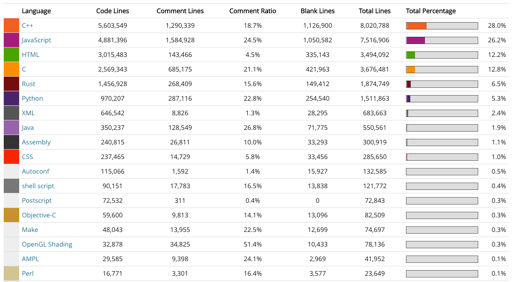 Language Code Lines Comment Lines Comment Ratio Blank Lines Total Lines Total Percentage
C++ 5,603,549 1,290,339 18.7% 1,126,900 8,020,788 28.0%
JavaScript 4,881,396 1,584,928 24.5% 1,050,582 7,516,906 26.2%
HTML 3,015,483 143,466 4.5% 335,143 3,494,092 12.2%
C 2,569,343 685,175 21.1% 421,963 3,676,481 12.8%
Rust 1,456,928 268,409 15.6% 149,412 1,874,749 6.5%
Python 970,207 287,116 22.8% 254,540 1,511,863 5.3%
XML 646,542 8,826 1.3% 28,295 683,663 2.4%
Java 350,237 128,549 26.8% 71,775 550,561 1.9%
Assembly 240,815 26,811 10.0% 33,293 300,919 1.1%
CSS 237,465 14,729 5.8% 33,456 285,650 1.0%
Autoconf 115,066 1,592 1.4% 15,927 132,585 0.5%
shell script 90,151 17,783 16.5% 13,838 121,772 0.4%
Postscript 72,532 311 0.4% 0 72,843 0.3%
Objective-C 59,600 9,813 14.1% 13,096 82,509 0.3%
Make 48,043 13,955 22.5% 12,699 74,697 0.3%
OpenGL Shading 32,878 34,825 51.4% 10,433 78,136 0.3%
AMPL 29,585 9,398 24.1% 2,969 41,952 0.1%
Perl 16,771 3,301 16.4% 3,577 23,649 0.1%